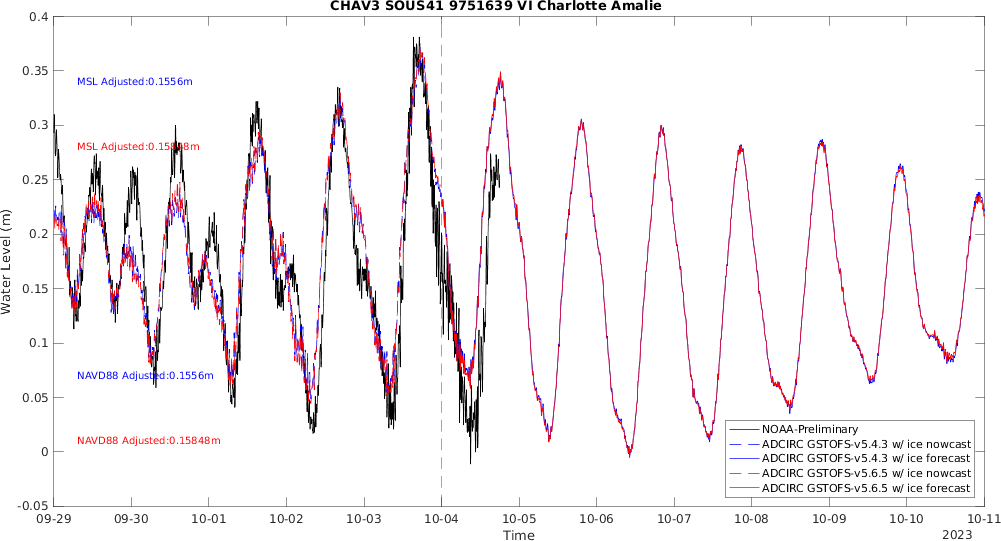 CHAV3 SOUS41 9751639 VI Charlotte Amalie
0.4
0.35
0.3
0.25
0.2
0.15
0.1
0.05
0
-0.05
Water Level (m)
MSL Adjusted:0.1556m
MSL Adjusted:0.15848m
NAVD88 Adjusted:0.1556m
NAVD88 Adjusted:0.15848m
NOAA-Preliminary
ADCIRC GSTOFS-v5.4.3 w/ ice nowcast
ADCIRC GSTOFS-v5.4.3 w/ ice forecast
ADCIRC GSTOFS-v5.6.5 w/ ice nowcast
ADCIRC GSTOFS-v5.6.5 w/ ice forecast
09-29 09-30 10-01 10-02 10-03 10-04 10-05 10-06 10-07 10-08 10-09 10-10 10-11
Time
2023